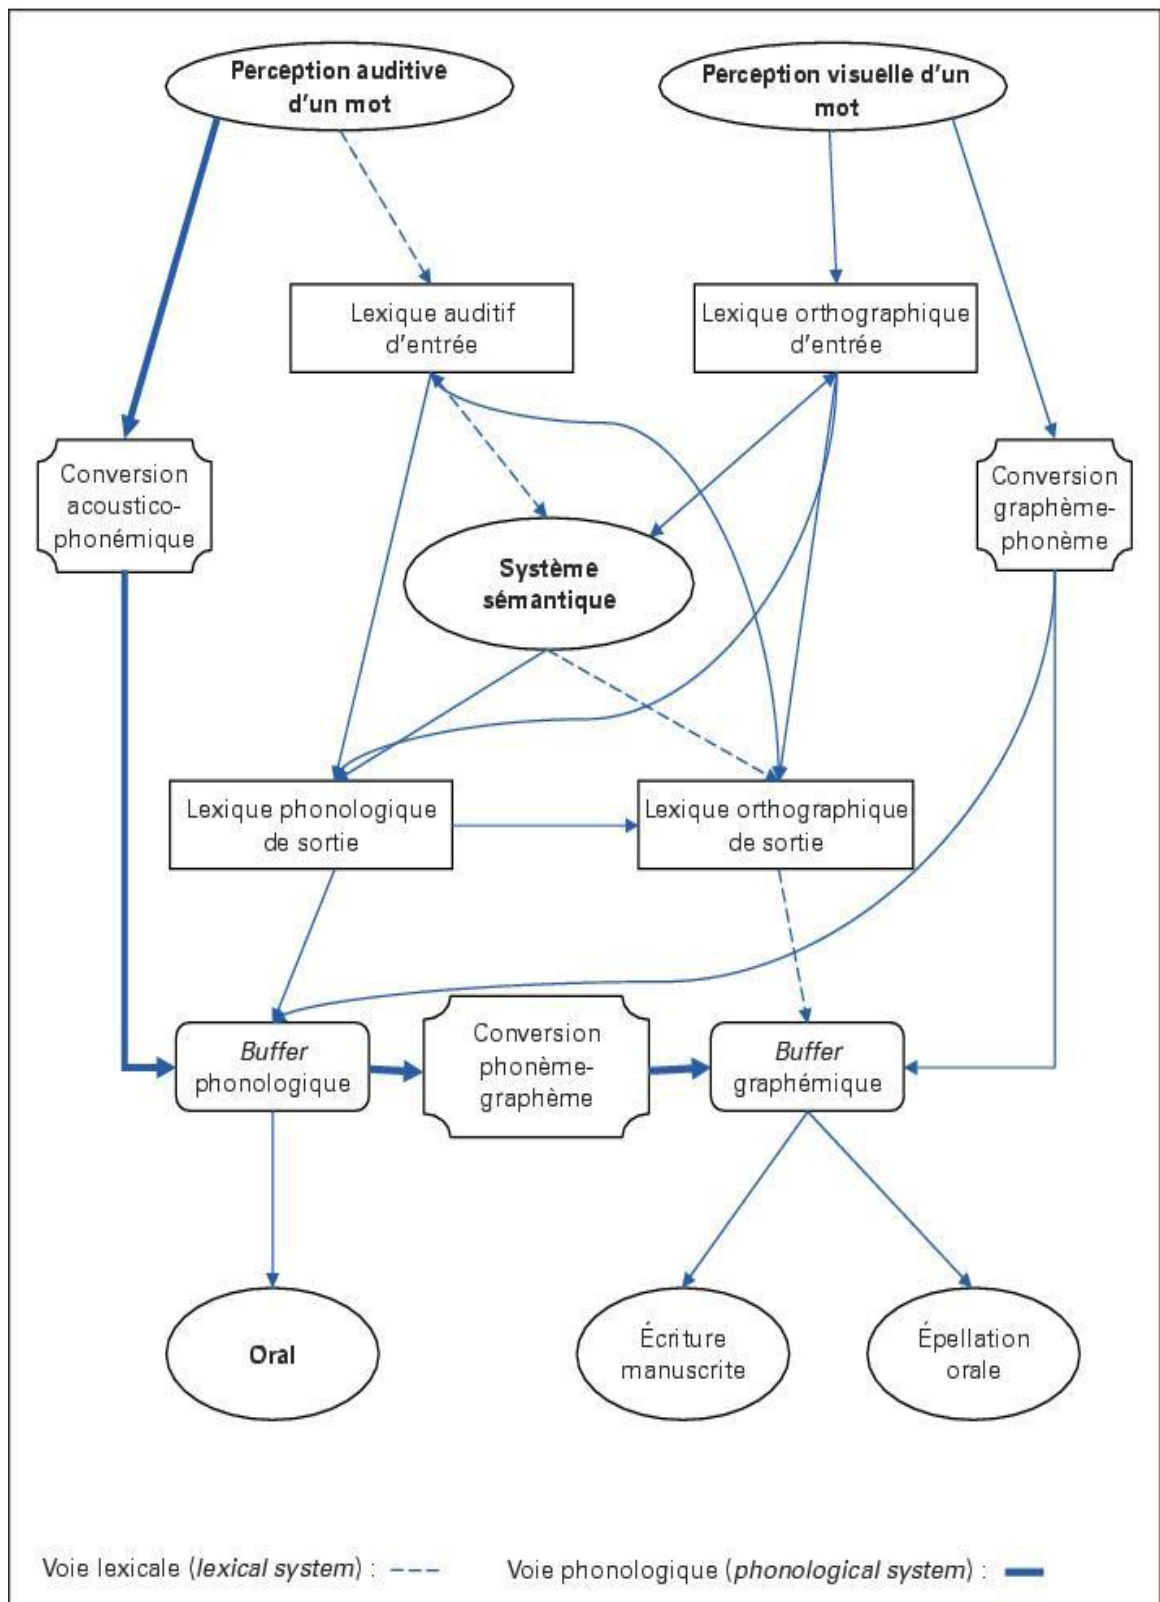 Perception auditive
d'un mot
Perception visuelle d'un
mot
Lexique auditif
d'entrée
Lexique orthographique
d'entrée
Conversion
acoustico-
phonémique
Conversion
graphème-
phonème
Système
sémantique
Lexique phonologique
de sortie
Lexique orthographique
de sortie
Buffer
phonologique
Conversion
phonème-
graphème
Buffer
graphémique
Oral
Écriture
manuscrite
Épellation
orale
Voie lexicale (lexical system) :
Voie phonologique (phonological system) :